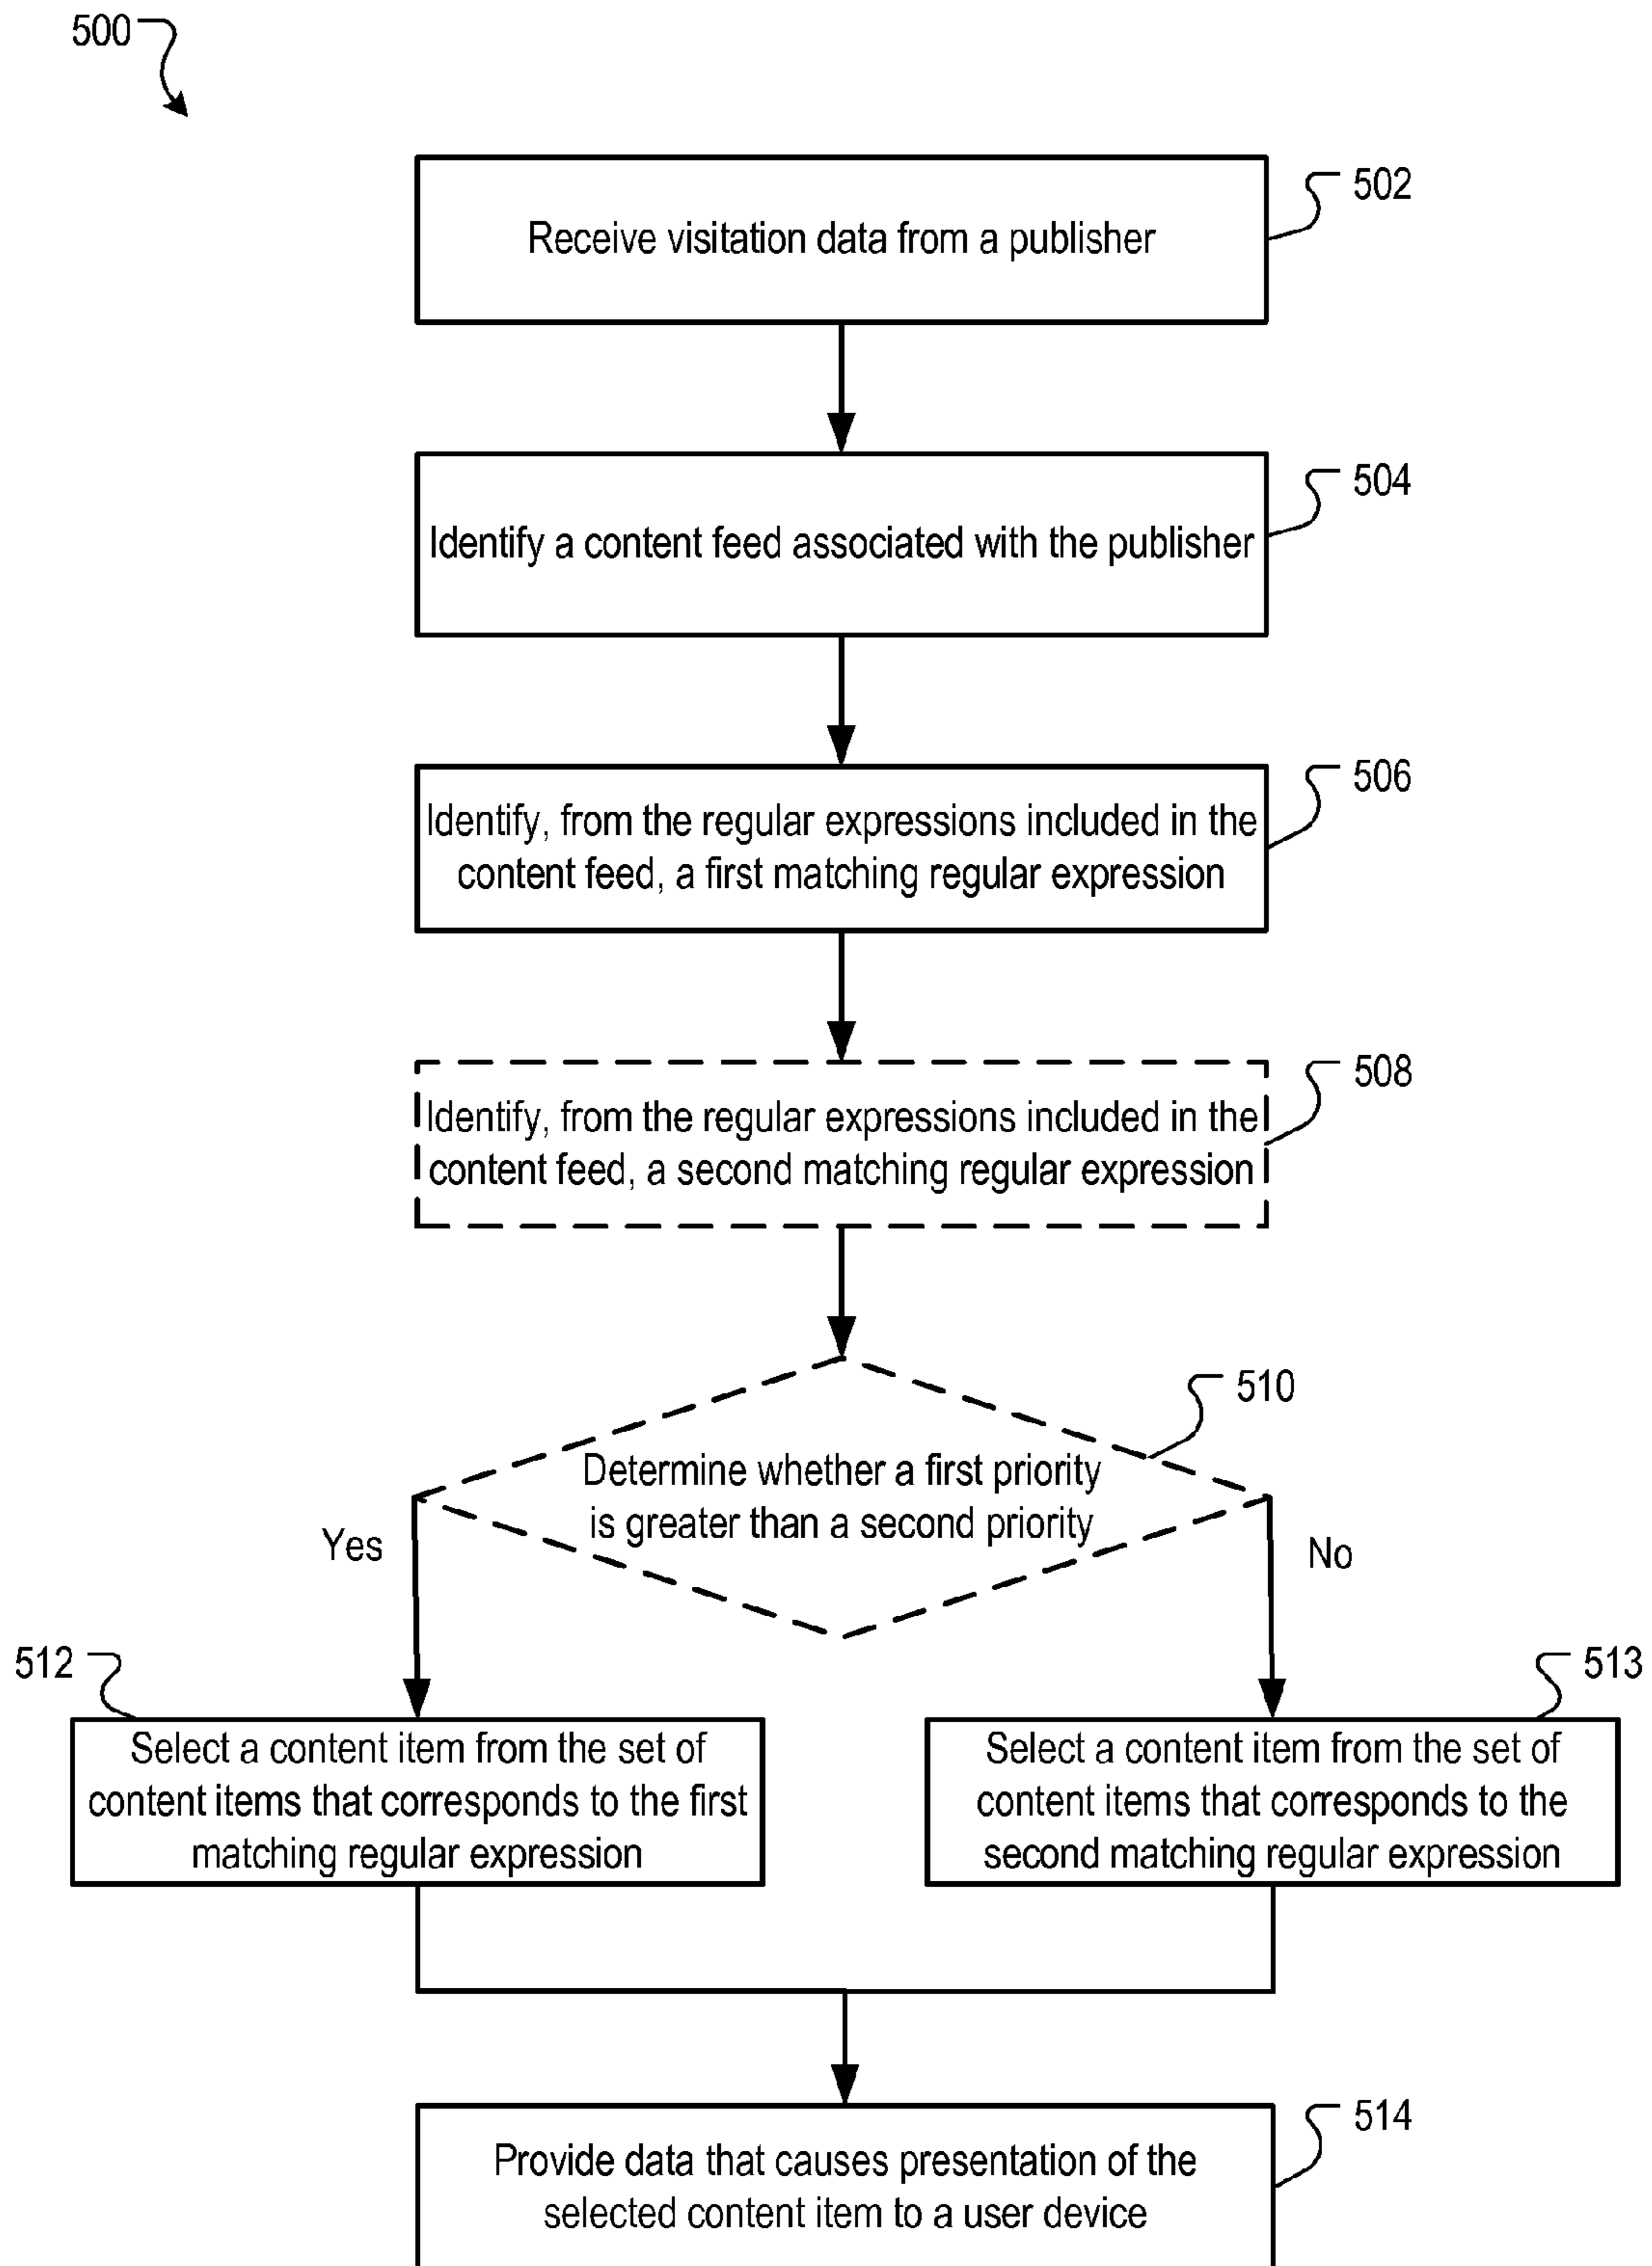 500
502
Receive visitation data from a publisher
504
Identify a content feed associated with the publisher
506
Identify, from the regular expressions included in the
content feed, a first matching regular expression
508
Identify, from the regular expressions included in the
content feed, a second matching regular expression
510
Determine whether a first priority
is greater than a second priority
Yes
No
512
513
Select a content item from the set of
content items that corresponds to the first
matching regular expression
Select a content item from the set of
content items that corresponds to the
second matching regular expression
514
Provide data that causes presentation of the
selected content item to a user device